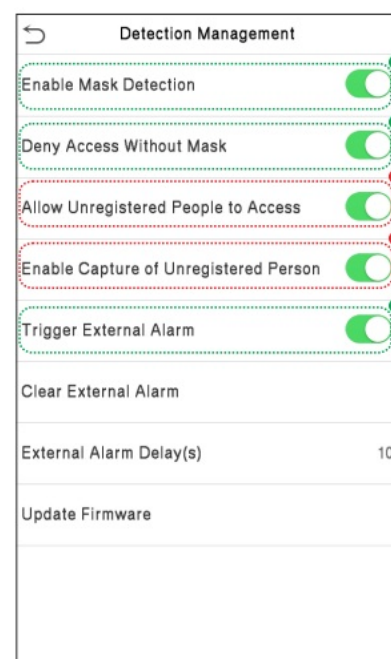 Detection Management
Enable Mask Detection
Deny Access Without Mask
Allow Unregistered People to Access
Enable Capture of Unregistered Person
Trigger External Alarm
Clear External Alarm
External Alarm Delay(s) 10
Update Firmware